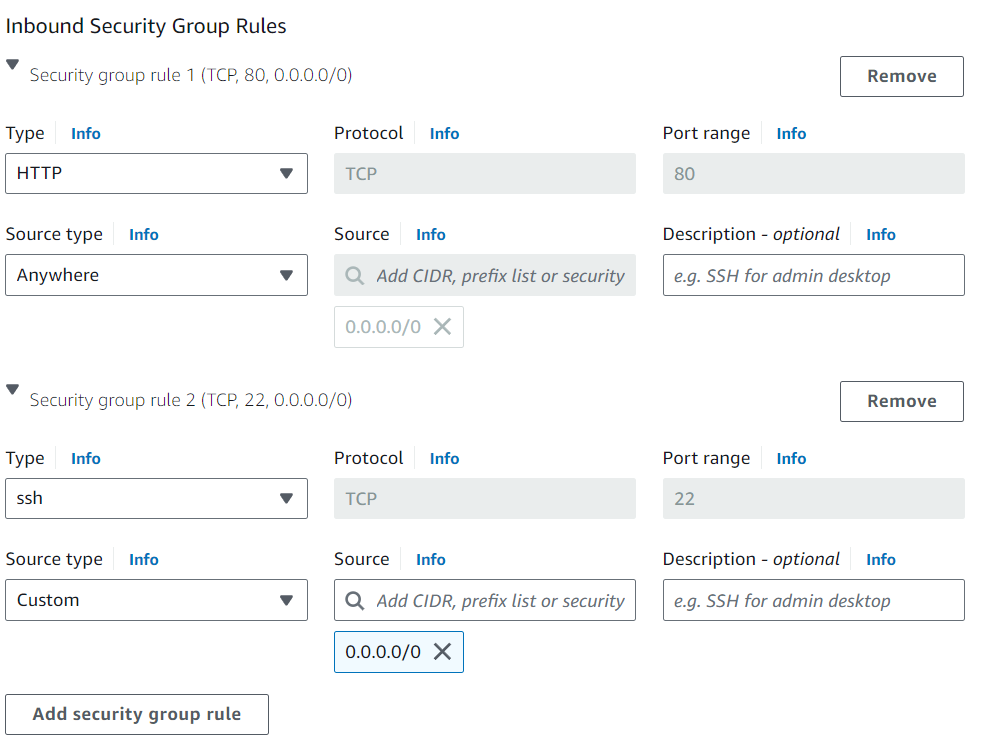 Inbound Security Group Rules
Security group rule 1 (TCP, 80, 0.0.0.0/0)
Remove
Type Info Protocol Info Port range Info
HTTP TCP 80
Source type Info Source Info Description - optional Info
Anywhere Add CIDR, prefix list or security e.g. SSH for admin desktop
0.0.0.0/0
Security group rule 2 (TCP, 22, 0.0.0.0/0)
Remove
Type Info Protocol Info Port range Info
ssh TCP 22
Source type Info Source Info Description - optional Info
Custom Add CIDR, prefix list or security e.g. SSH for admin desktop
0.0.0.0/0
Add security group rule